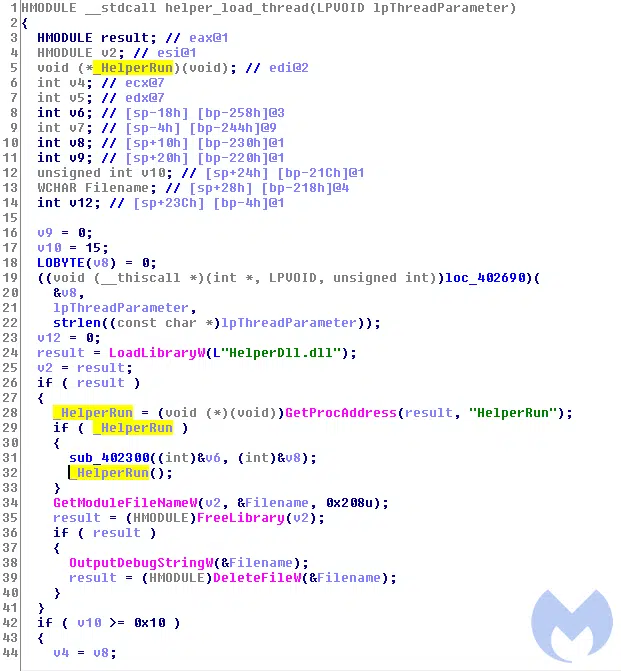 1 HMODULE __stdcall helper_load_thread(LPVOID lpThreadParameter)
2 {
3 HMODULE result; // eax@1
4 HMODULE v2; // esi@1
5 void (*_HelperRun)(void); // edi@2
6 int v4; // ecx@7
7 int v5; // edx@7
8 int v6; // [sp-18h] [bp-258h]@3
9 int v7; // [sp-4h] [bp-244h]@9
10 int v8; // [sp+10h] [bp-230h]@1
11 int v9; // [sp+20h] [bp-220h]@1
12 unsigned int v10; // [sp+24h] [bp-21Ch]@1
13 WCHAR Filename; // [sp+28h] [bp-218h]@4
14 int v12; // [sp+23Ch] [bp-4h]@1
15
16 v9 = 0;
17 v10 = 15;
18 LOBYTE(v8) = 0;
19 ((void (__thiscall *)(int *, LPVOID, unsigned int))loc_402690)(
20 &v8,
21 lpThreadParameter,
22 strlen((const char *)lpThreadParameter));
23 v12 = 0;
24 result = LoadLibraryW(L"HelperDll.dll");
25 v2 = result;
26 if ( result )
27 {
28 _HelperRun = (void (*)(void))GetProcAddress(result, "HelperRun");
29 if ( _HelperRun )
30 {
31 sub_402300((int)&v6, (int)&v8);
32 _HelperRun();
33 }
34 GetModuleFileNameW(v2, &Filename, 0x208u);
35 result = (HMODULE)FreeLibrary(v2);
36 if ( result )
37 {
38 OutputDebugStringW(&Filename);
39 result = (HMODULE)DeleteFileW(&Filename);
40 }
41 }
42 if ( v10 >= 0x10 )
43 {
44 v4 = v8;